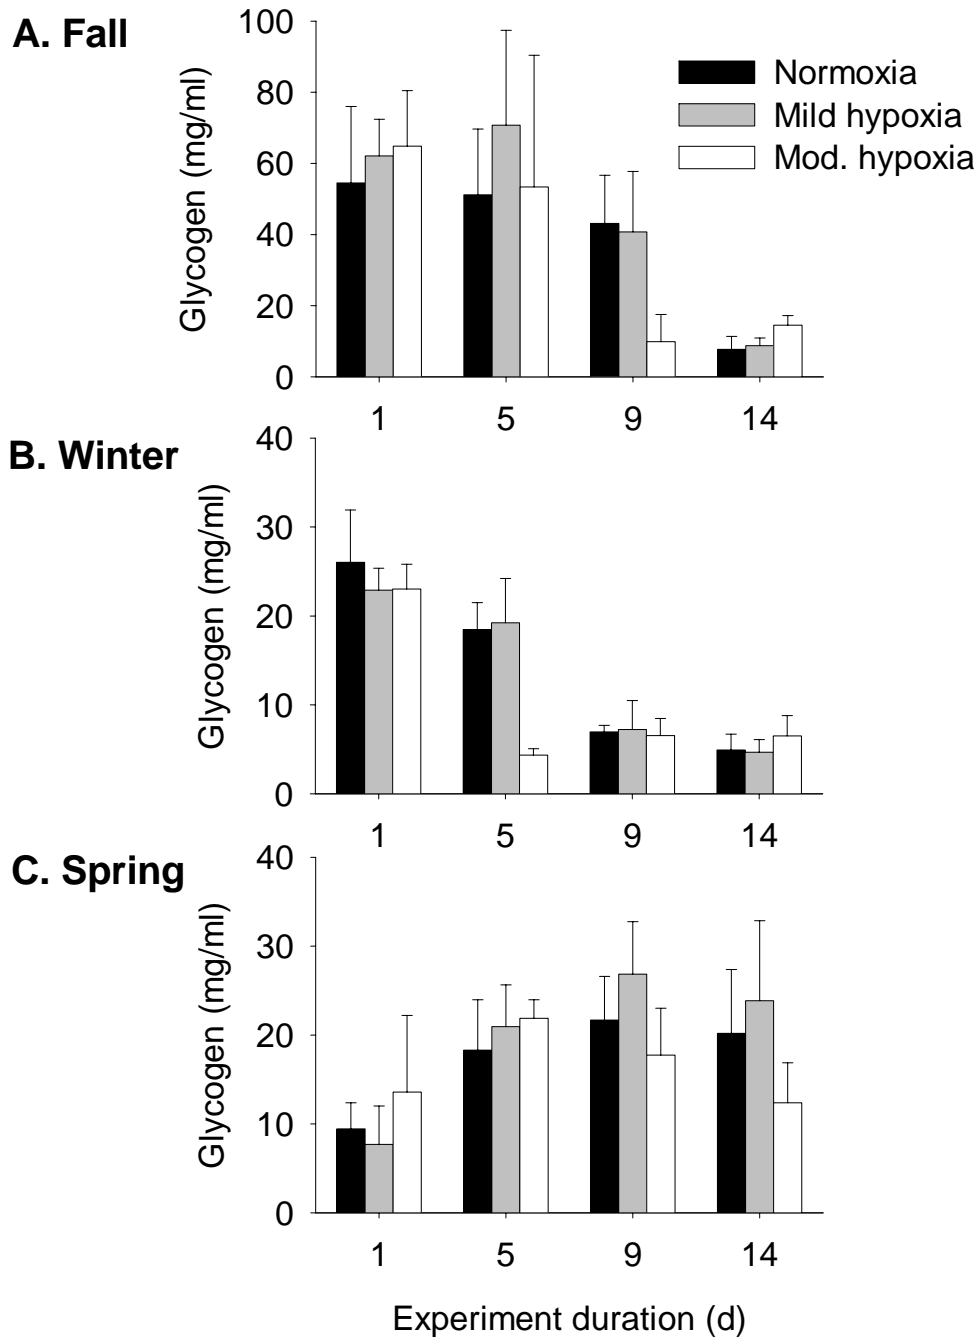 A. Fall
Normoxia
Mild hypoxia
Mod. hypoxia
Glycogen (mg/ml)
100
80
60
40
20
0
1 5 9 14
B. Winter
Glycogen (mg/ml)
40
30
20
10
0
1 5 9 14
C. Spring
Glycogen (mg/ml)
40
30
20
10
0
1 5 9 14
Experiment duration (d)